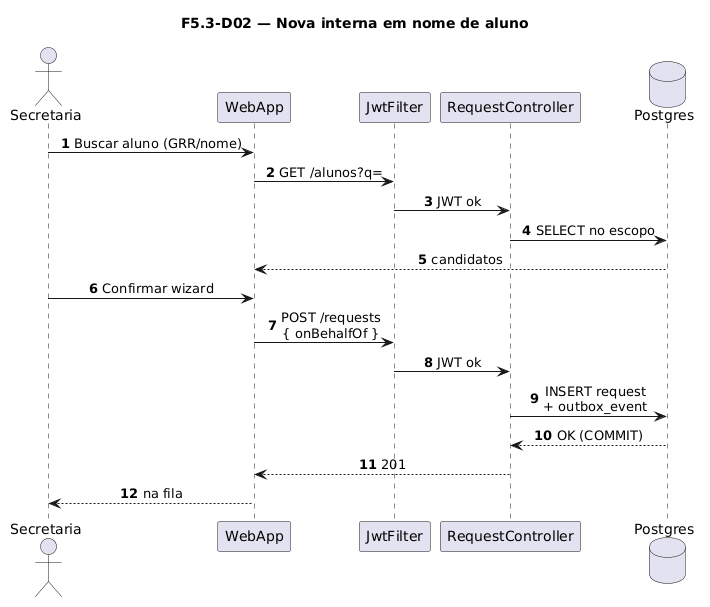 F5.3-D02 — Nova interna em nome de aluno
Secretaria
WebApp
JwtFilter
RequestController
Postgres
1 Buscar aluno (GRR/nome)
2 GET /alunos?q=
3 JWT ok
4 SELECT no escopo
5 candidatos
6 Confirmar wizard
7 POST /requests
{ onBehalfOf }
8 JWT ok
9 INSERT request
+ outbox_event
10 OK (COMMIT)
11 201
12 na fila
Secretaria
WebApp
JwtFilter
RequestController
Postgres